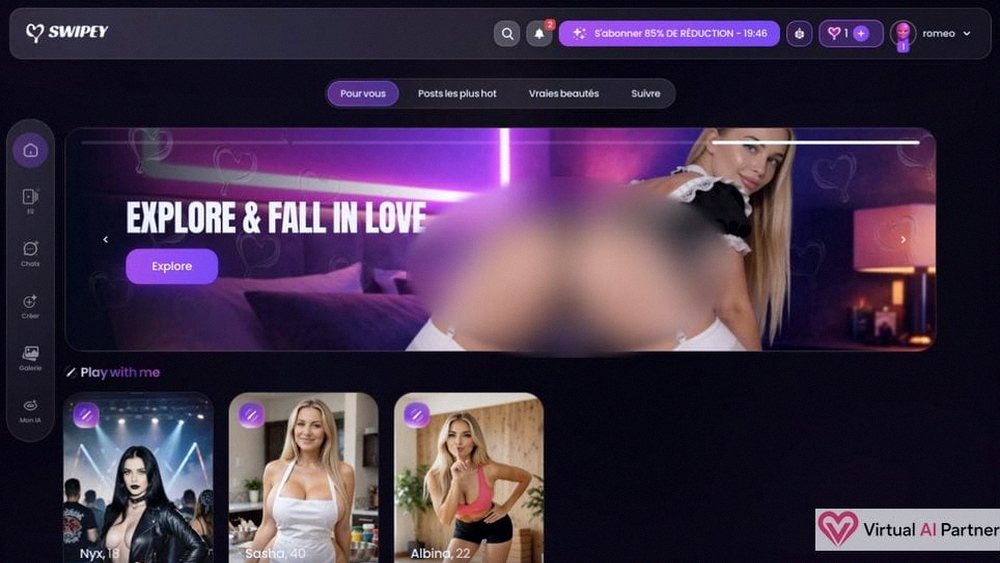 SWIPEY
2
S'abonner 85% DE RÉDUCTION - 19:46
1
1
romeo
Pour vous
Posts les plus hot
Vraies beautés
Suivre
EXPLORE & FALL IN LOVE
Explore
Chats
Créer
Galerie
Mon IA
Play with me
Nyx, 18
Sasha, 40
Albina, 22
Virtual AI Partner